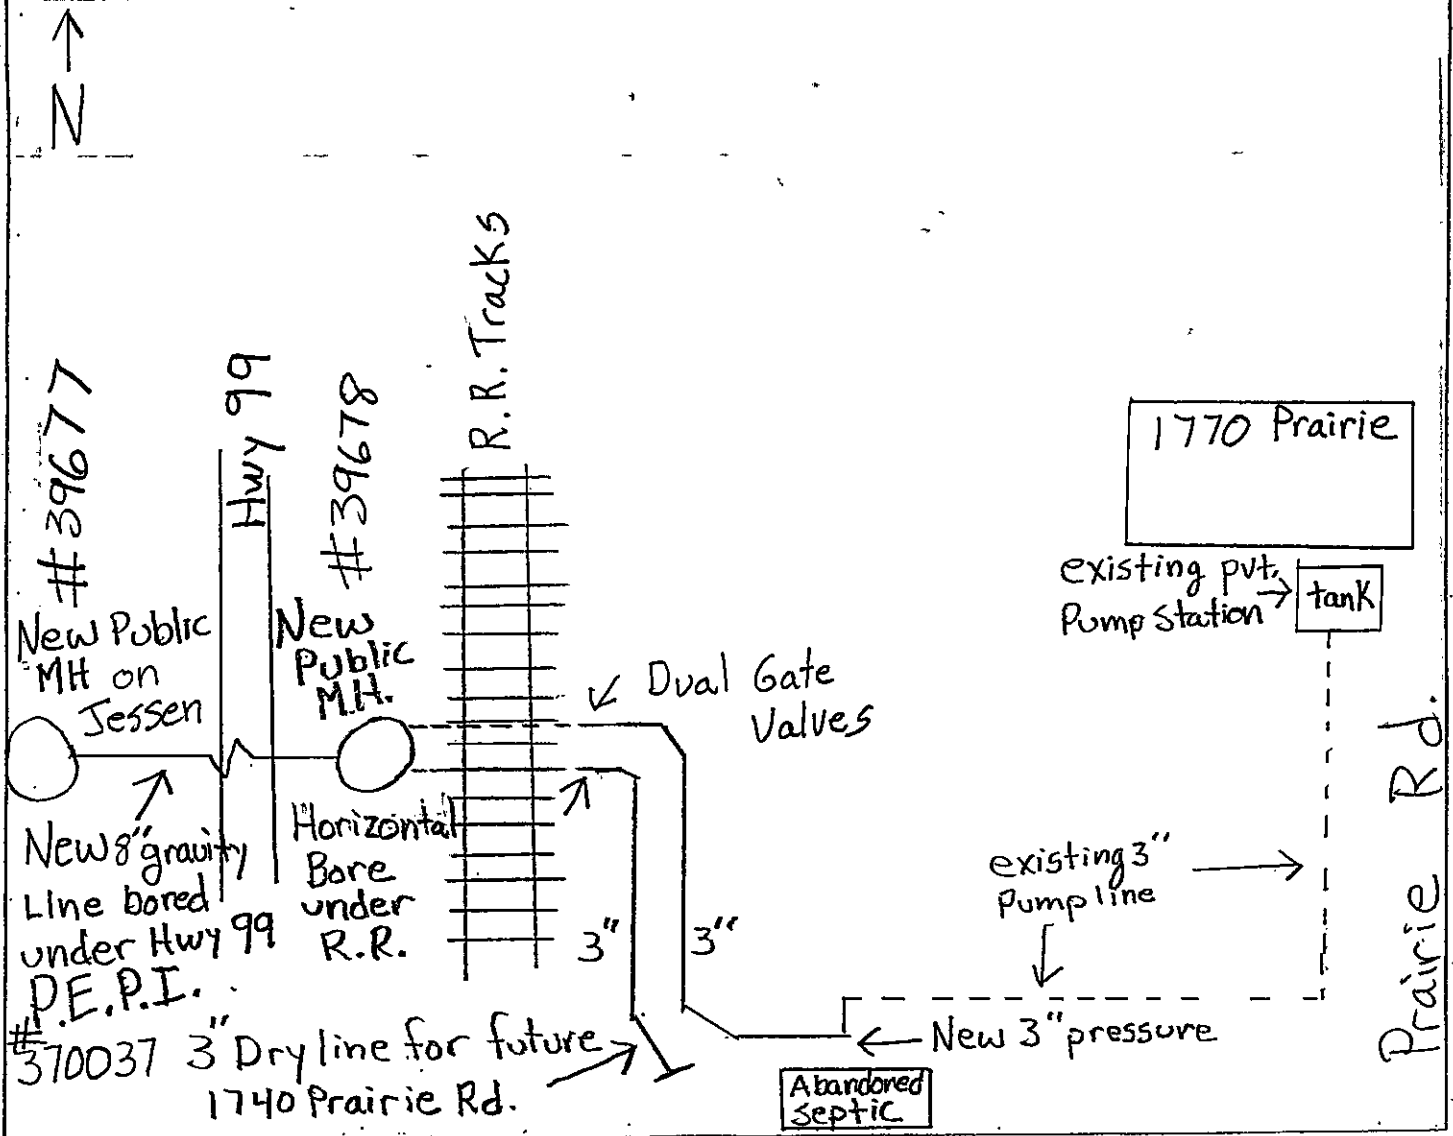 N
R.R. Tracks
Hwy 99
#39677
#39678
1770 Prairie
existing pvt.
Pump station
tank
New Public
MH on
Jessen
New
Public
M.H.
Dual Gate
Valves
New 8" gravity
Line bored
under Hwy 99
P.E.P.I.
#370037
Horizontal
Bore
under
R.R.
3"
3"
existing 3"
Pump line
Prairie Rd.
New 3" pressure
3" Dry line for future
1740 Prairie Rd.
Abandored
septic